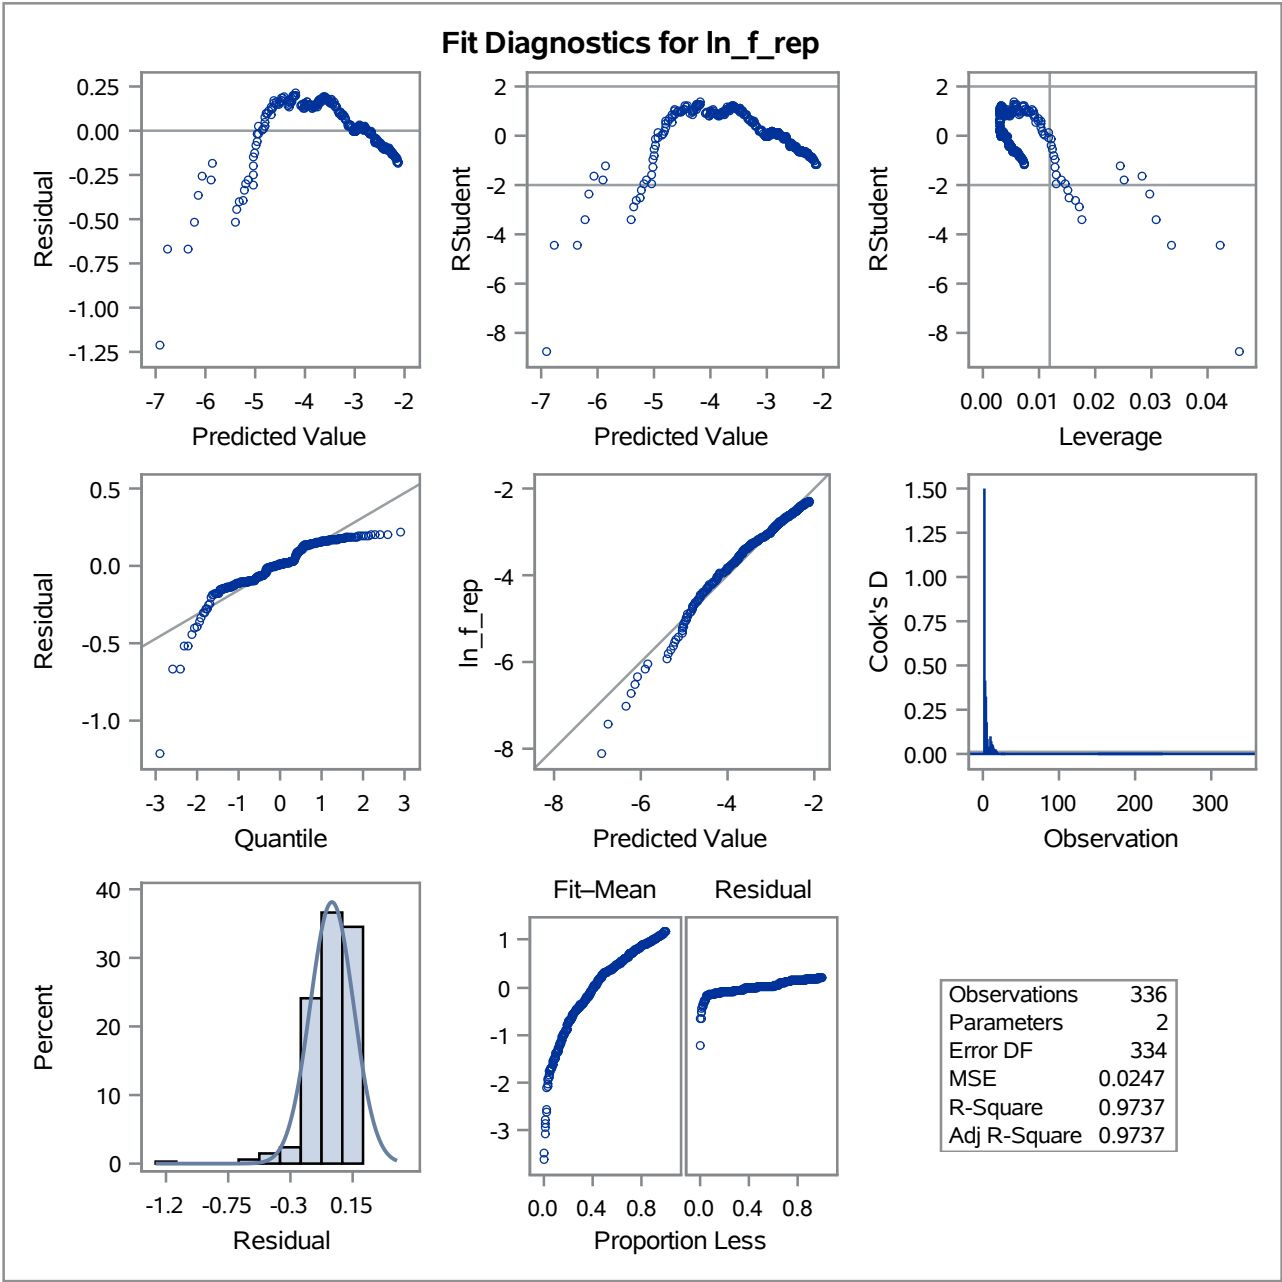 Fit Diagnostics for ln_f_rep
0.25
0.00
-0.25
-0.50
-0.75
-1.00
-1.25
Residual
-7 -6 -5 -4 -3 -2
Predicted Value
2
0
-2
-4
-6
-8
RStudent
-7 -6 -5 -4 -3 -2
Predicted Value
2
0
-2
-4
-6
-8
RStudent
0.00 0.01 0.02 0.03 0.04
Leverage
0.5
0.0
-0.5
-1.0
Residual
-3 -2 -1 0 1 2 3
Quantile
-2
-4
-6
-8
ln_f_rep
-8 -6 -4 -2
Predicted Value
1.50
1.25
1.00
0.75
0.50
0.25
0.00
Cook's D
0 100 200 300
Observation
40
30
20
10
0
Percent
-1.2 -0.75 -0.3 0.15
Residual
Fit–Mean Residual
1
0
-1
-2
-3
0.0 0.4 0.8 0.0 0.4 0.8
Proportion Less
Observations 336
Parameters 2
Error DF 334
MSE 0.0247
R-Square 0.9737
Adj R-Square 0.9737